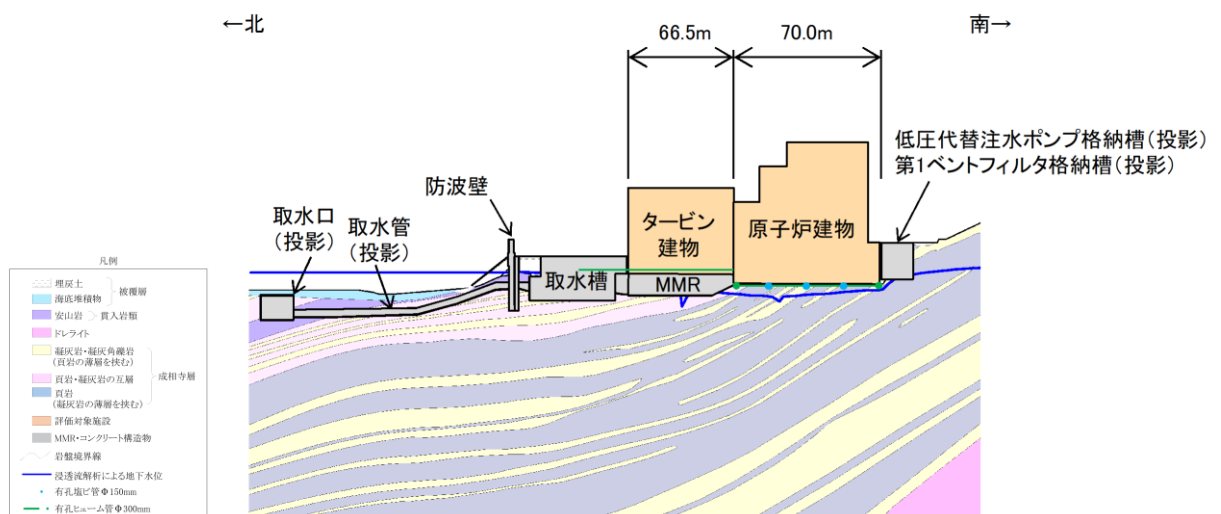 ←北
南→
66.5m
70.0m
低圧代替注水ポンプ格納槽(投影)
第1ベントフィルタ格納槽(投影)
防波壁
取水口
(投影)
取水管
(投影)
タービン
建物
原子炉建物
取水槽
MMR
凡例
埋戻土
海底堆積物
被覆層
安山岩
貫入岩類
ドレライト
凝灰岩・凝灰角礫岩
(頁岩の薄層を挟む)
頁岩・凝灰岩の互層
成相寺層
頁岩
(凝灰岩の薄層を挟む)
評価対象施設
MMR・コンクリート構造物
岩盤境界線
浸透流解析による地下水位
有孔塩ビ管Φ150mm
有孔ヒューム管Φ300mm